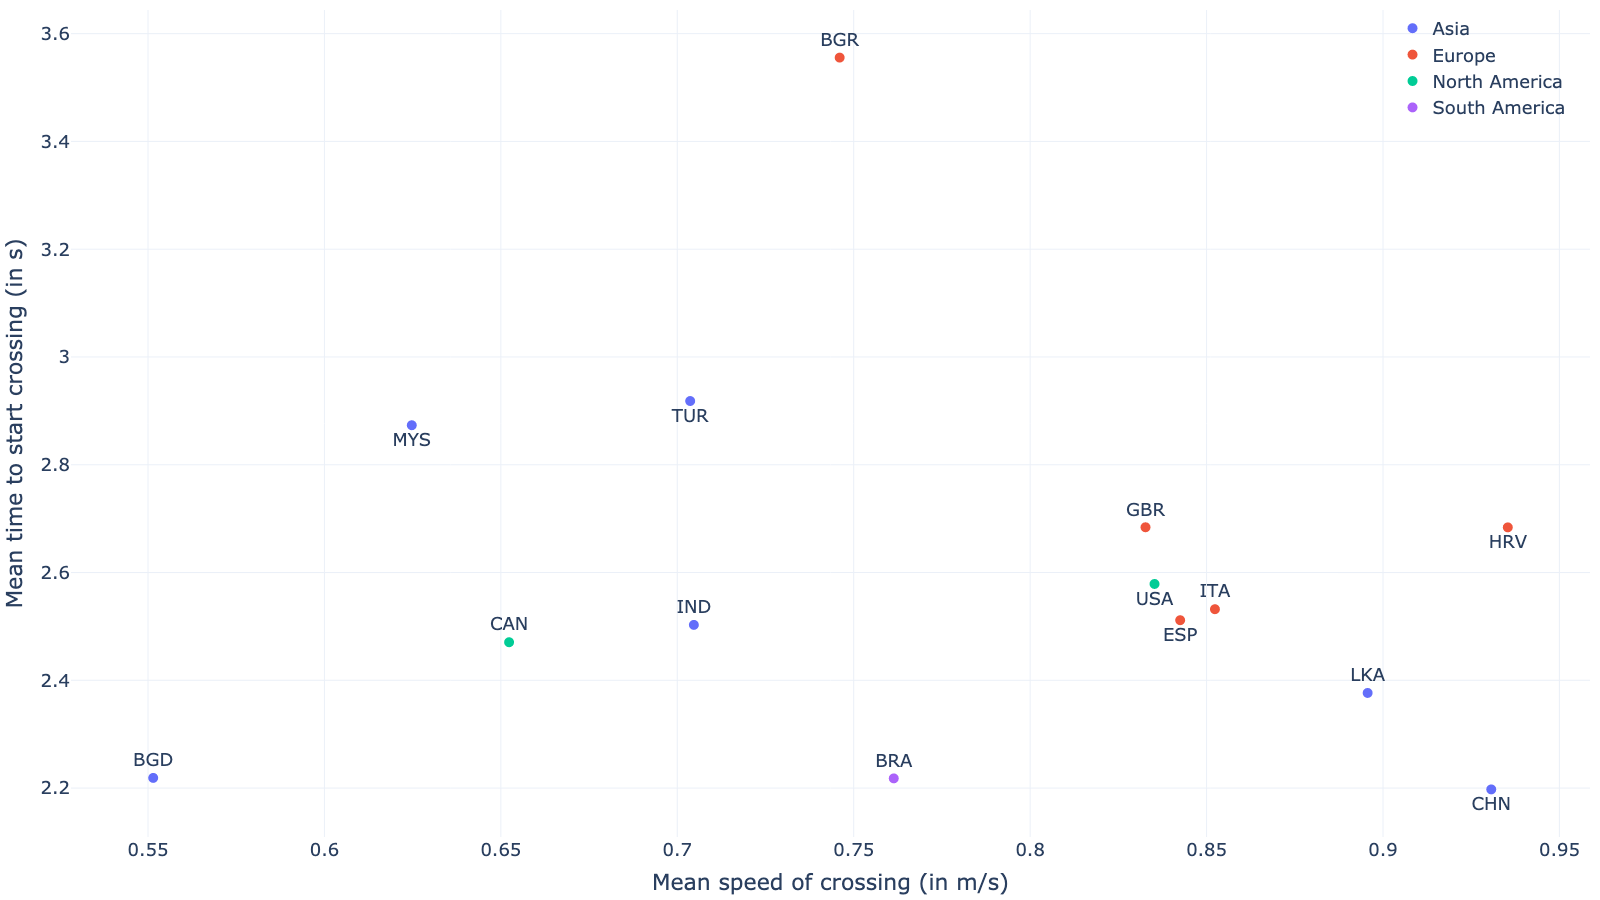 3.6
3.4
3.2
3
2.8
2.6
2.4
2.2
Mean time to start crossing (in s)
BGR
Asia
Europe
North America
South America
TUR
MYS
GBR
HRV
USA
ITA
ESP
IND
CAN
LKA
BGD
BRA
CHN
0.55
0.6
0.65
0.7
0.75
0.8
0.85
0.9
0.95
Mean speed of crossing (in m/s)